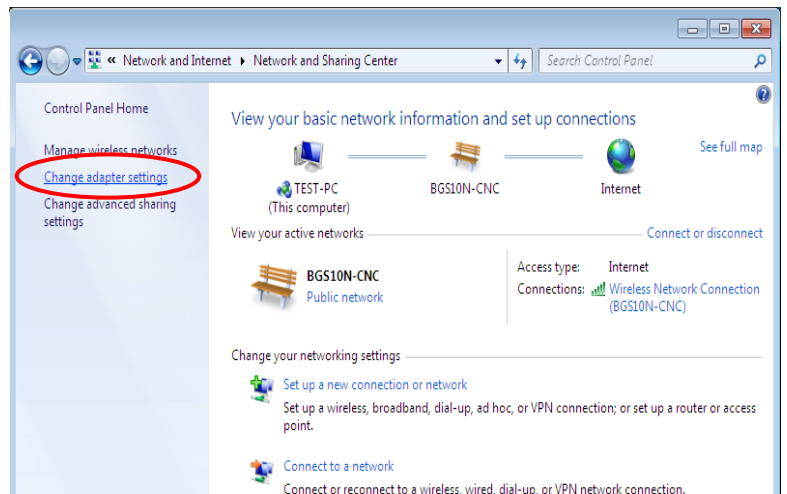 « Network and Internet ▸ Network and Sharing Center
Search Control Panel
Control Panel Home
Manage wireless networks
Change adapter settings
Change advanced sharing
settings
View your basic network information and set up connections
See full map
TEST-PC
(This computer)
BGS10N-CNC
Internet
View your active networks
Connect or disconnect
BGS10N-CNC
Public network
Access type: Internet
Connections: Wireless Network Connection
(BGS10N-CNC)
Change your networking settings
Set up a new connection or network
Set up a wireless, broadband, dial-up, ad hoc, or VPN connection; or set up a router or access
point.
Connect to a network
Connect or reconnect to a wireless, wired, dial-up, or VPN network connection.